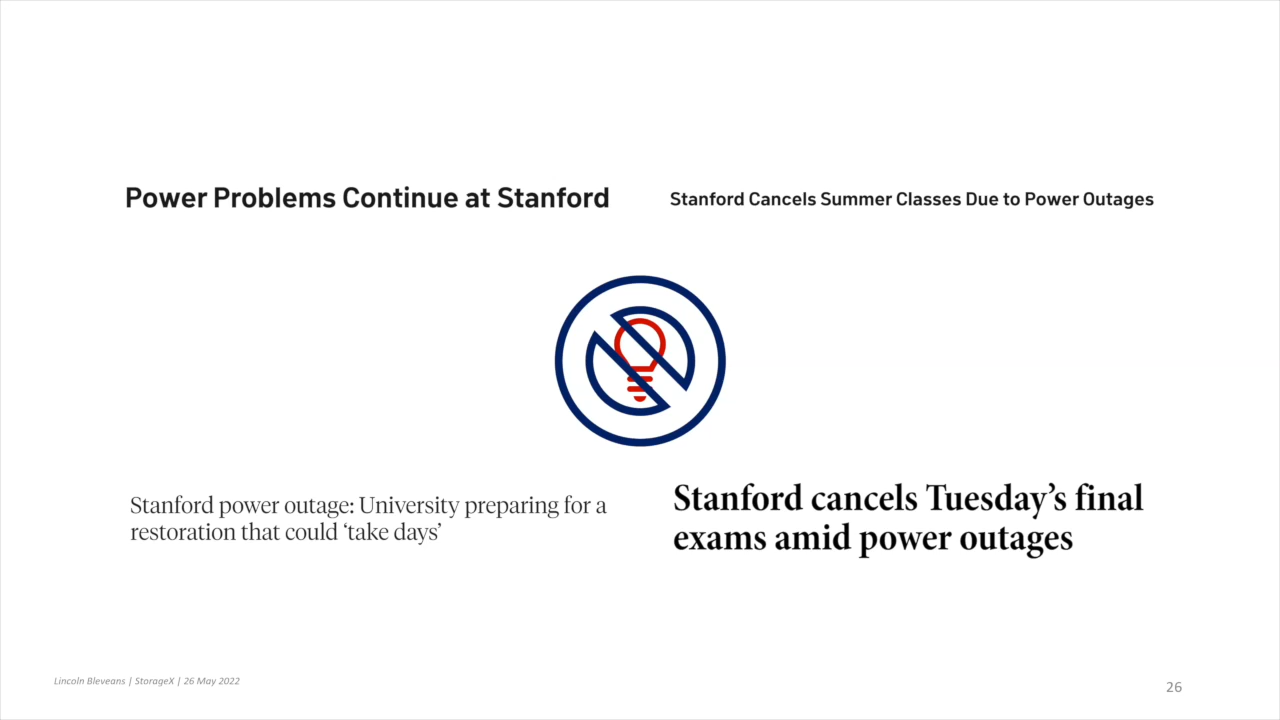 Power Problems Continue at Stanford
Stanford Cancels Summer Classes Due to Power Outages
Stanford power outage: University preparing for a
restoration that could ‘take days’
Stanford cancels Tuesday’s final
exams amid power outages
Lincoln Bleveans | StorageX | 26 May 2022
26